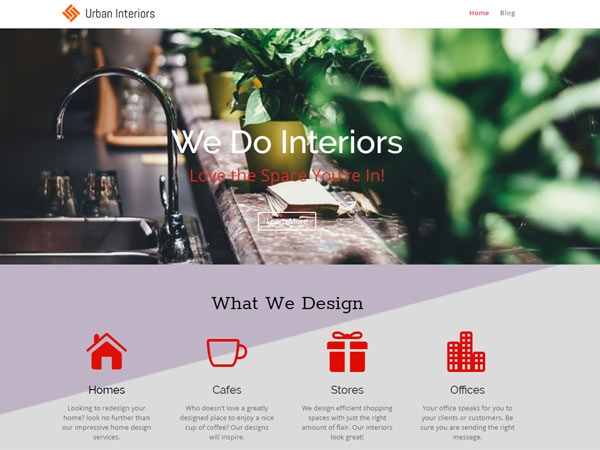 Urban Interiors
Home Blog
We Do Interiors
Love the Space You're In!
Learn More
What We Design
Homes
Looking to redesign your
home? look no further than
our impressive home design
services.
Cafes
Who doesn't love a greatly
designed place to enjoy a nice
cup of coffee? Our designs
will inspire.
Stores
We design efficient shopping
spaces with just the right
amount of flair. Our interiors
look great!
Offices
Your office speaks for you to
your clients or customers. Be
sure you are sending the right
message.